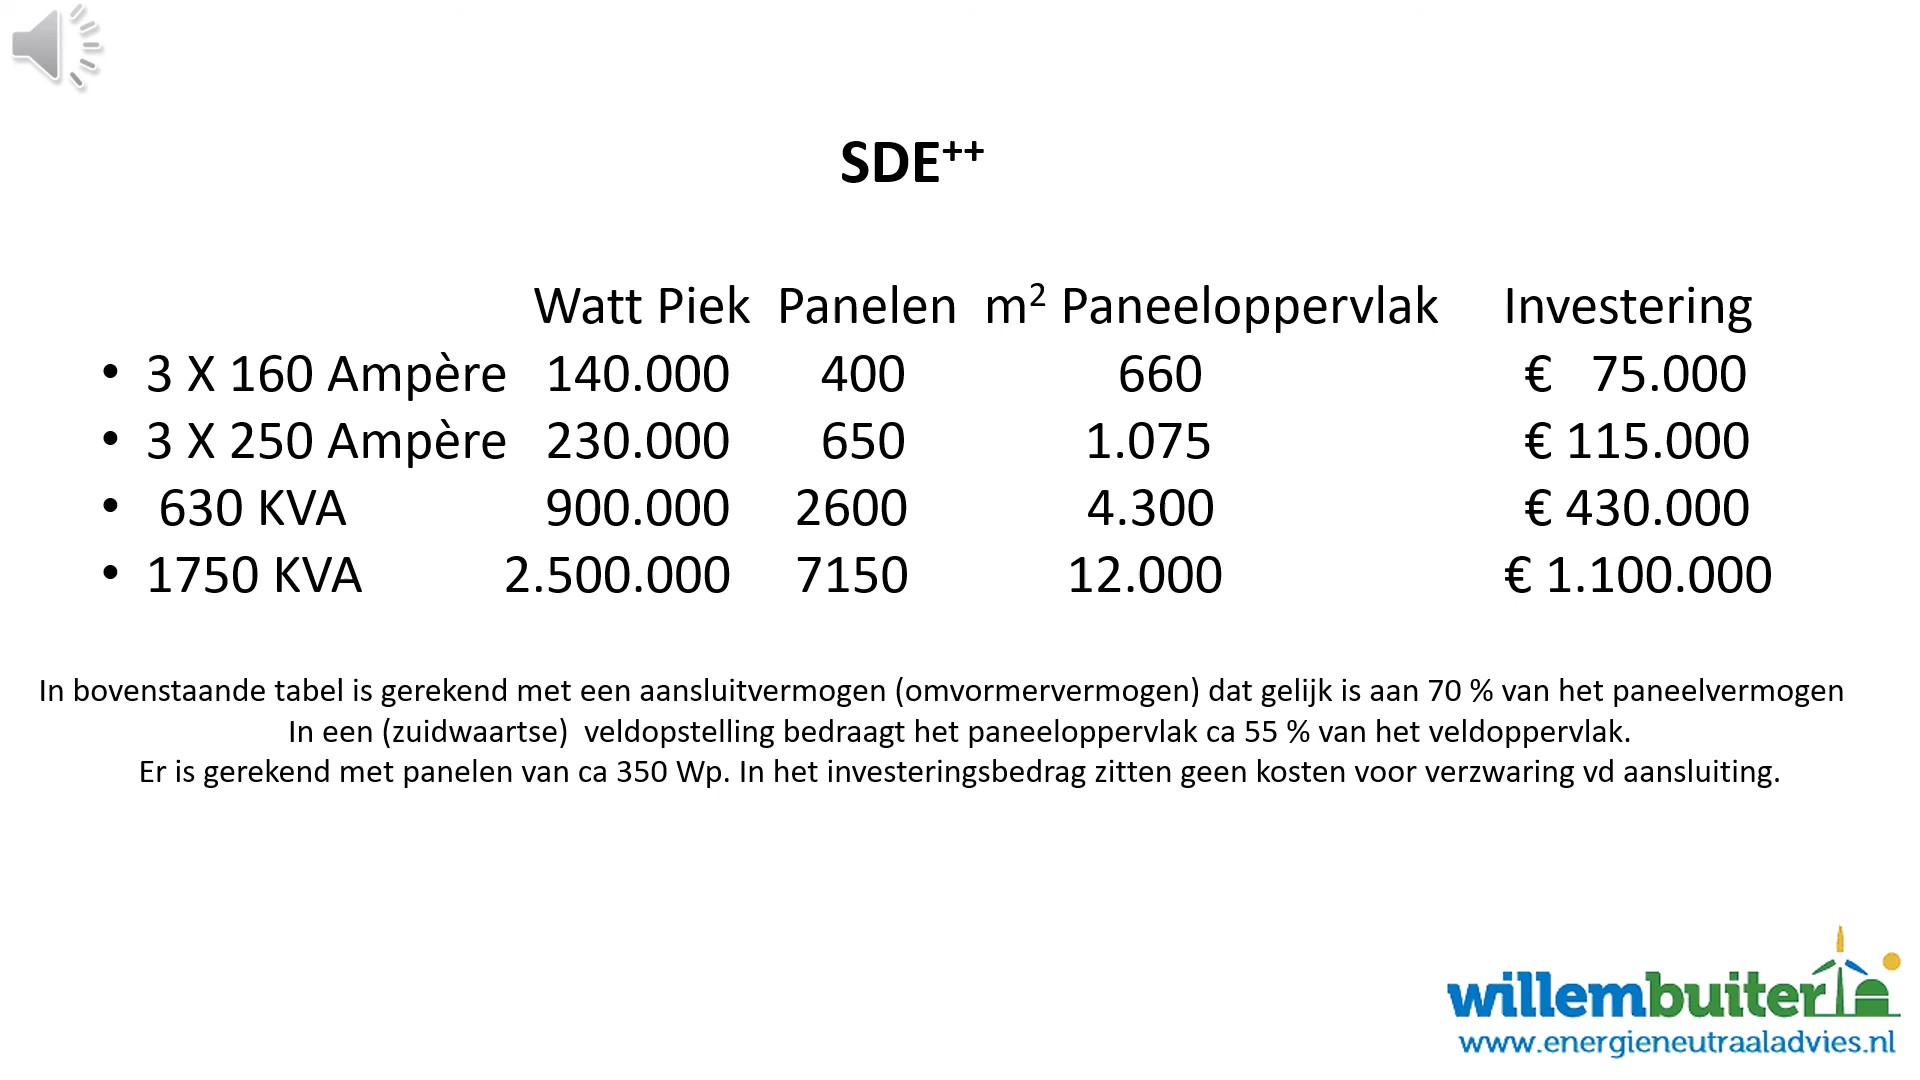 SDE++
Watt Piek Panelen m² Paneeloppervlak Investering
• 3 X 160 Ampère 140.000 400 660 € 75.000
• 3 X 250 Ampère 230.000 650 1.075 € 115.000
• 630 KVA 900.000 2600 4.300 € 430.000
• 1750 KVA 2.500.000 7150 12.000 € 1.100.000
In bovenstaande tabel is gerekend met een aansluitvermogen (omvormervermogen) dat gelijk is aan 70 % van het paneelvermogen
In een (zuidwaartse) veldopstelling bedraagt het paneeloppervlak ca 55 % van het veldoppervlak.
Er is gerekend met panelen van ca 350 Wp. In het investeringsbedrag zitten geen kosten voor verzwaring vd aansluiting.
willembuiter
www.energieneutraaladvies.nl